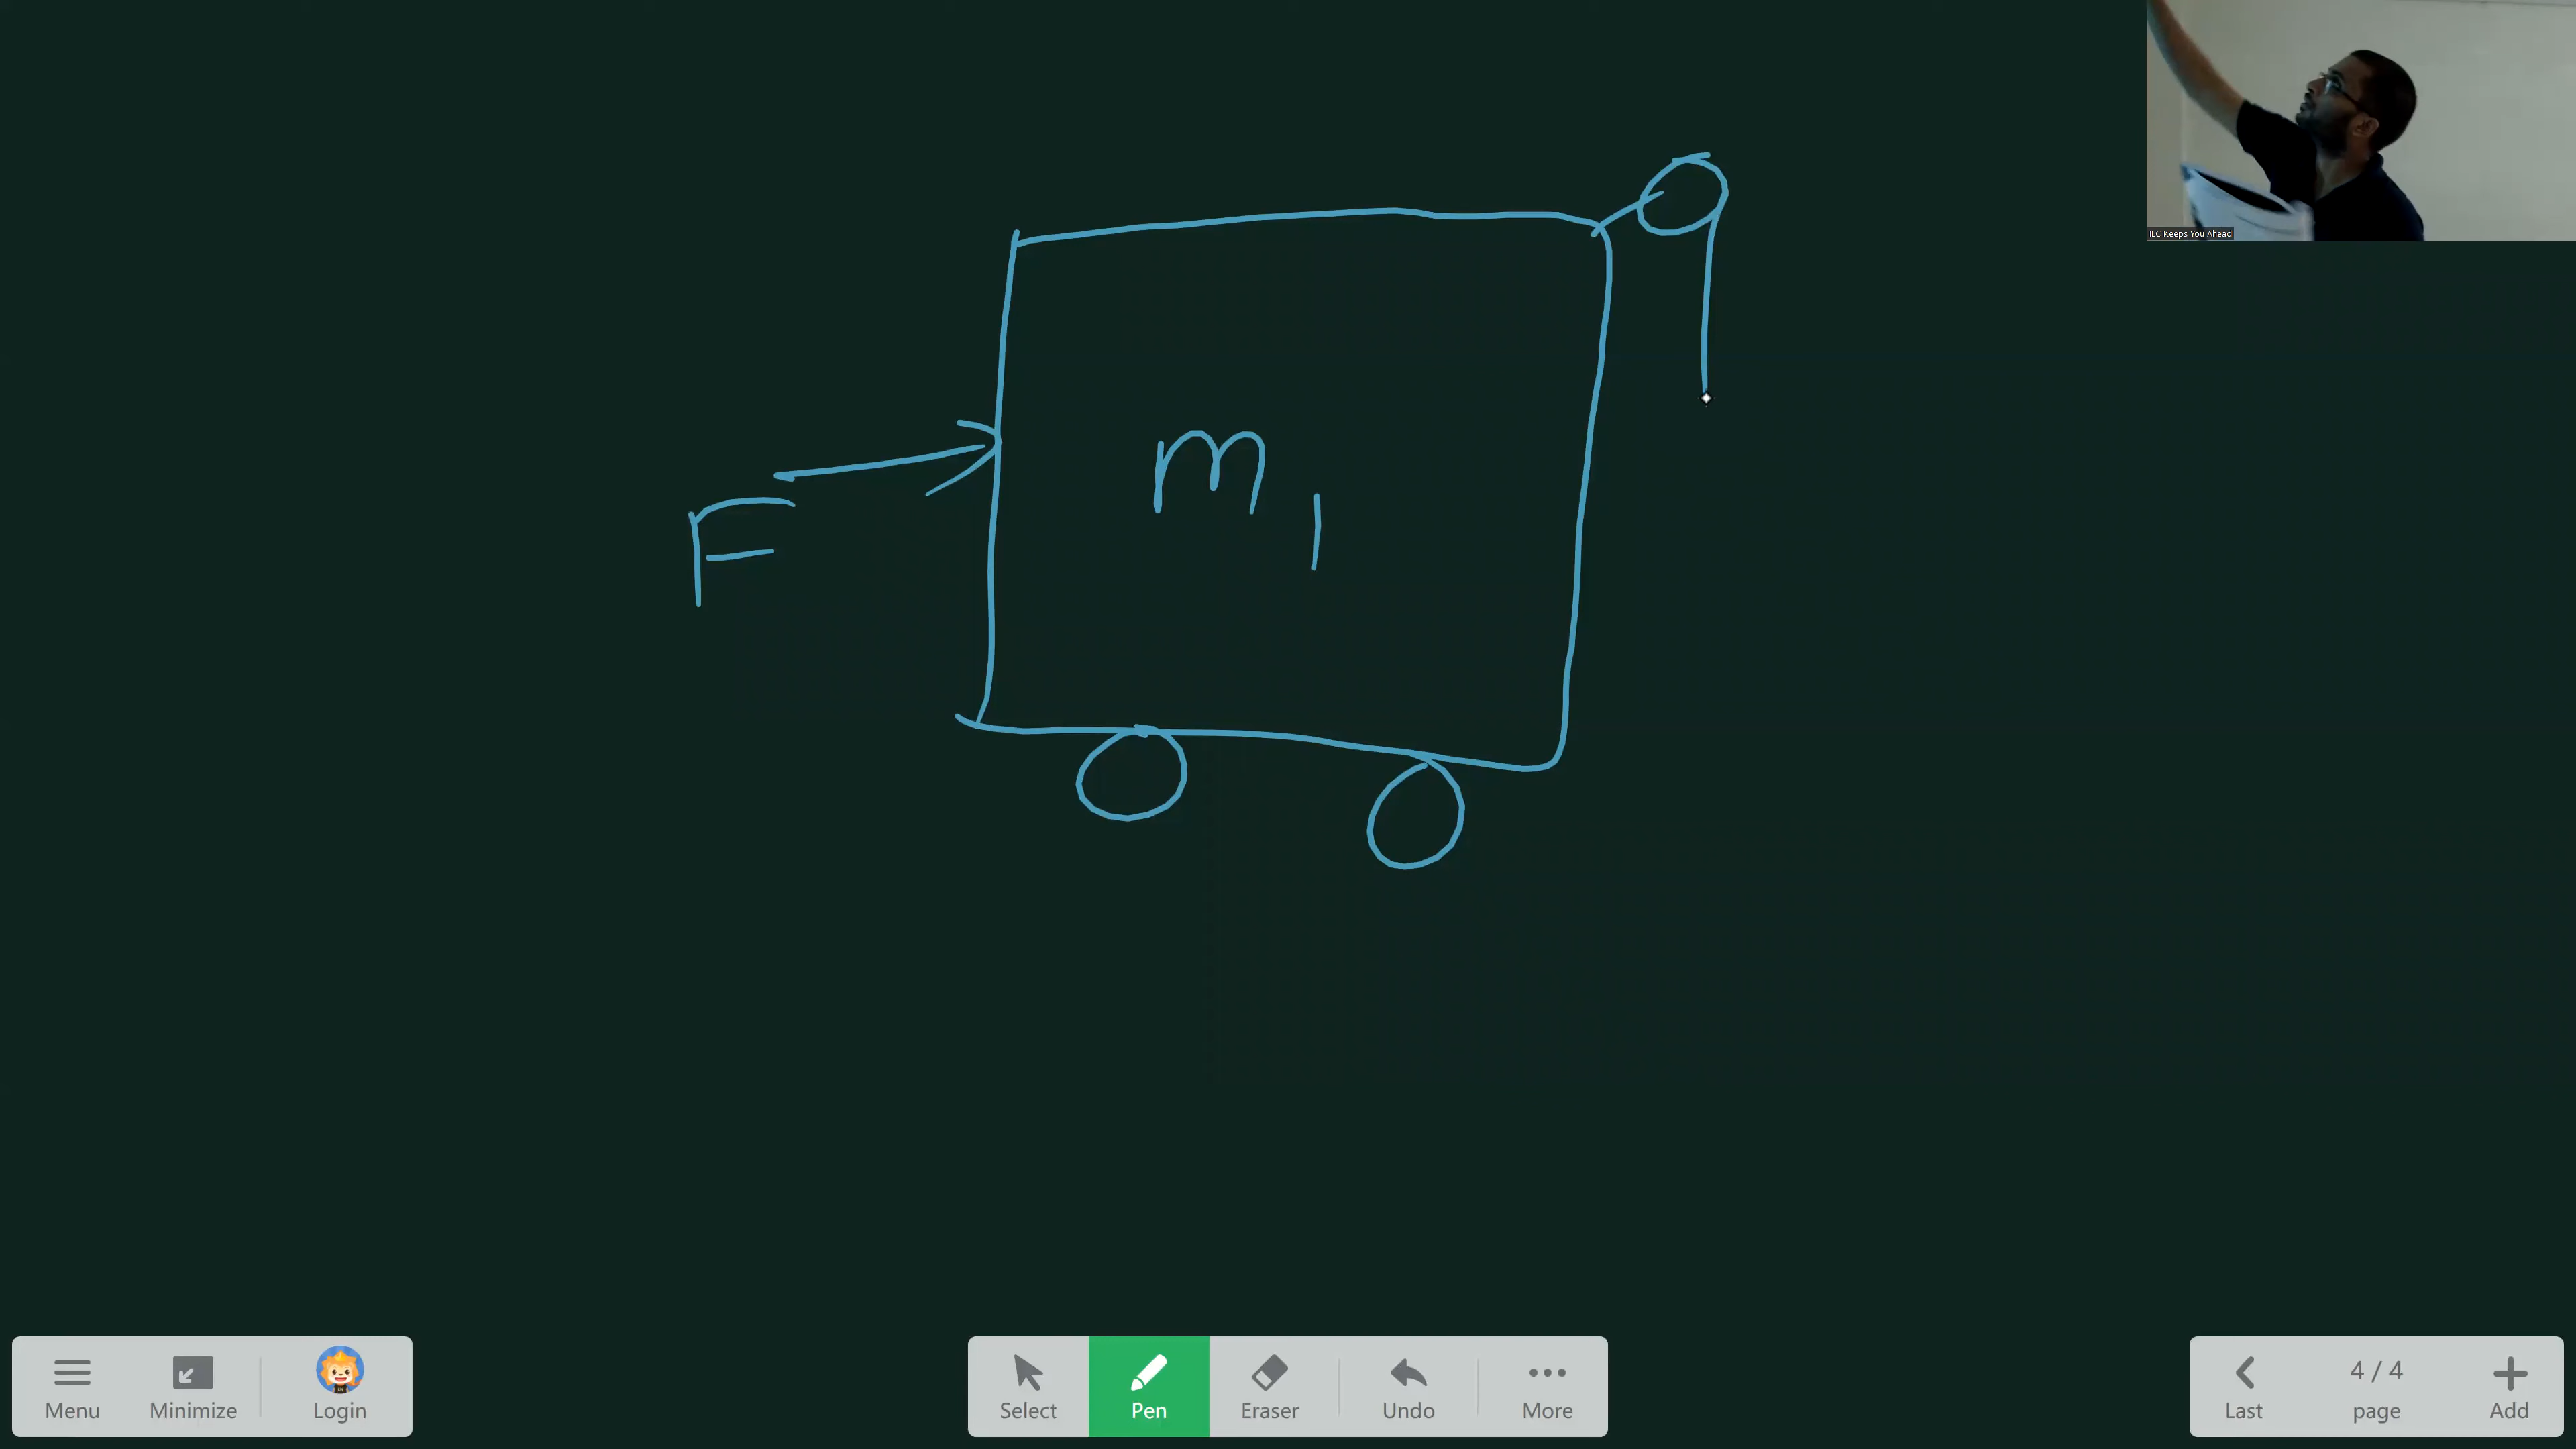 ILC Keeps You Ahead
F
m1
Menu
Minimize
Login
Select
Pen
Eraser
Undo
More
Last
4 / 4
page
Add